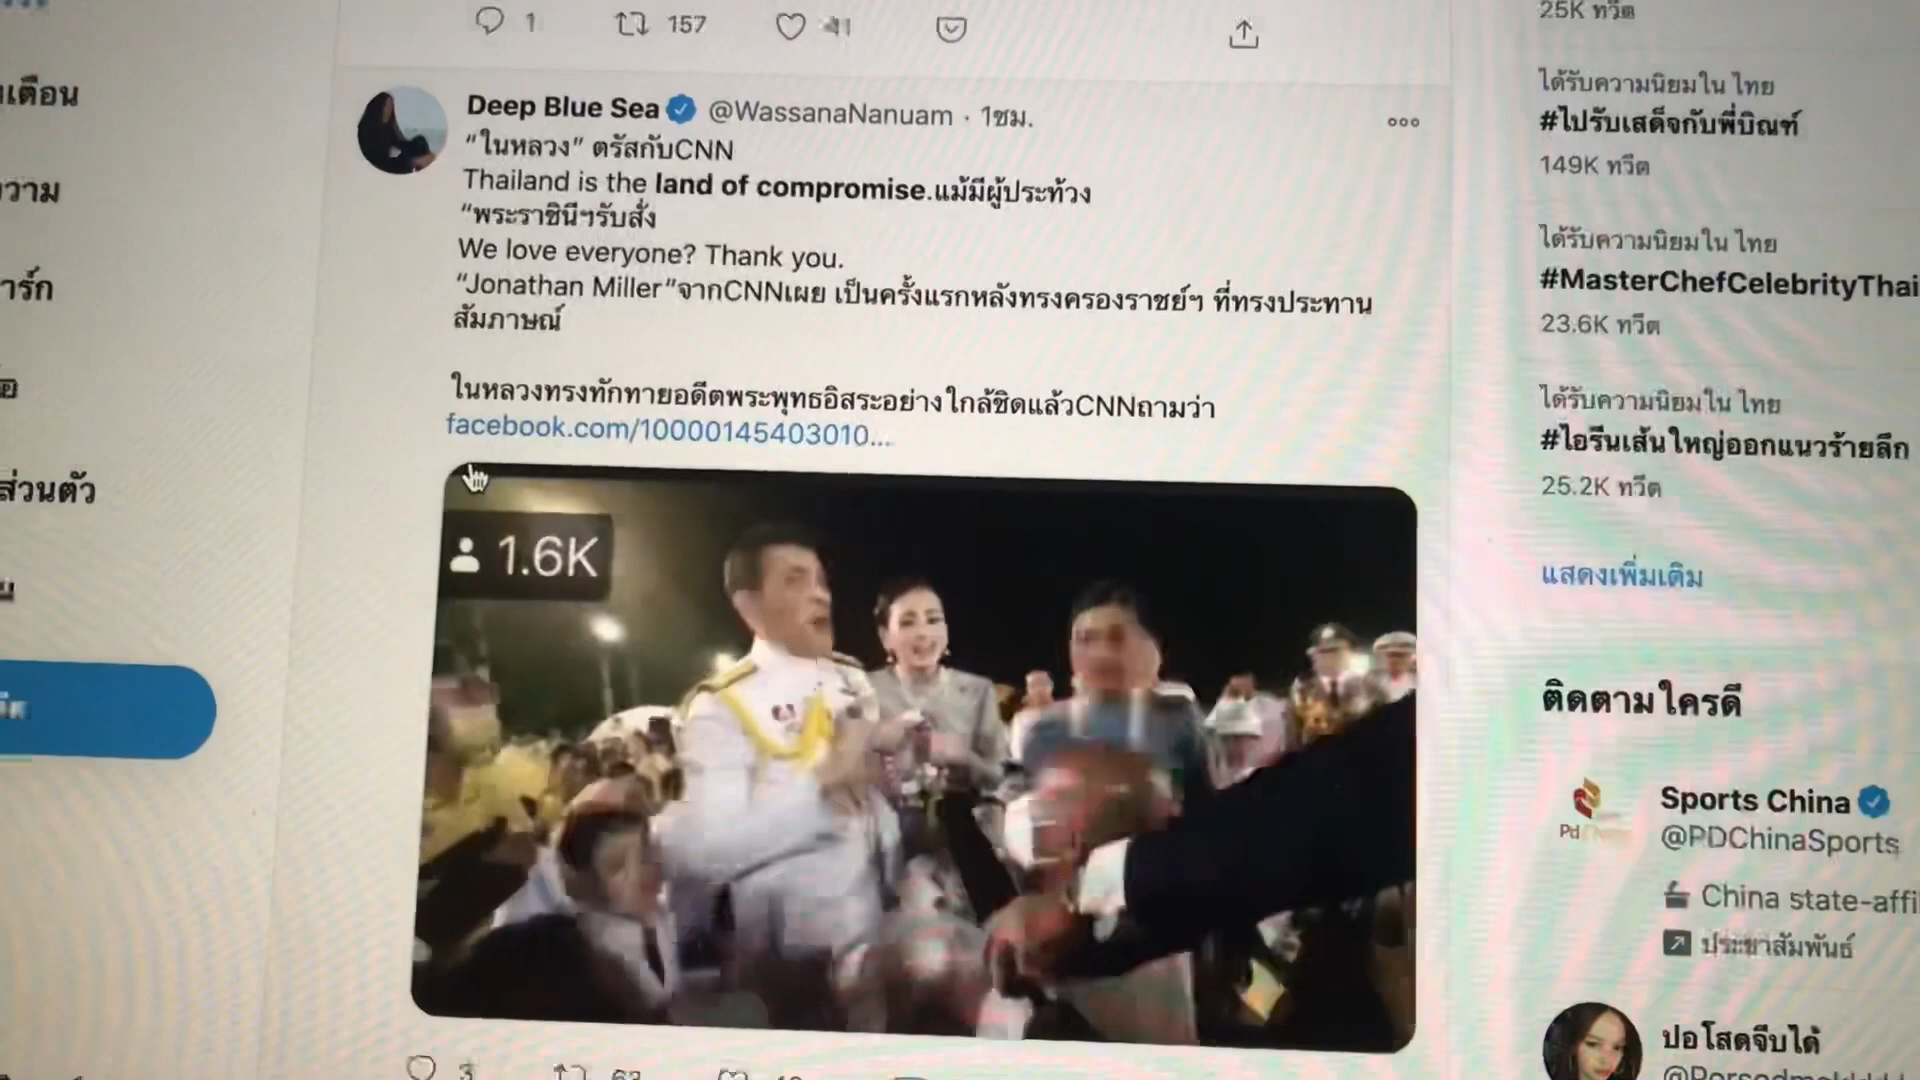 1 157 41
Deep Blue Sea @WassanaNanuam · 1ชม.
"ในหลวง" ตรัสกับCNN
Thailand is the land of compromise.แม้มีผู้ประท้วง
"พระราชินีฯรับสั่ง
We love everyone? Thank you.
"Jonathan Miller"จากCNNเผย เป็นครั้งแรกหลังทรงครองราชย์ฯ ที่ทรงประทาน
สัมภาษณ์
ในหลวงทรงทักทายอดีตพระพุทธอิสระอย่างใกล้ชิดแล้วCNNถามว่า
facebook.com/10000145403010...
1.6K
3 63
เตือน
วาม
าร์ก
ส่วนตัว
25K ทวีต
ได้รับความนิยมใน ไทย
#ไปรับเสด็จกับพี่บิณฑ์
149K ทวีต
ได้รับความนิยมใน ไทย
#MasterChefCelebrityThai
23.6K ทวีต
ได้รับความนิยมใน ไทย
#ไอรีนเส้นใหญ่ออกแนวร้ายลึก
25.2K ทวีต
แสดงเพิ่มเติม
ติดตามใครดี
Sports China
@PDChinaSports
China state-affi
ประชาสัมพันธ์
ปอโสดจีบได้